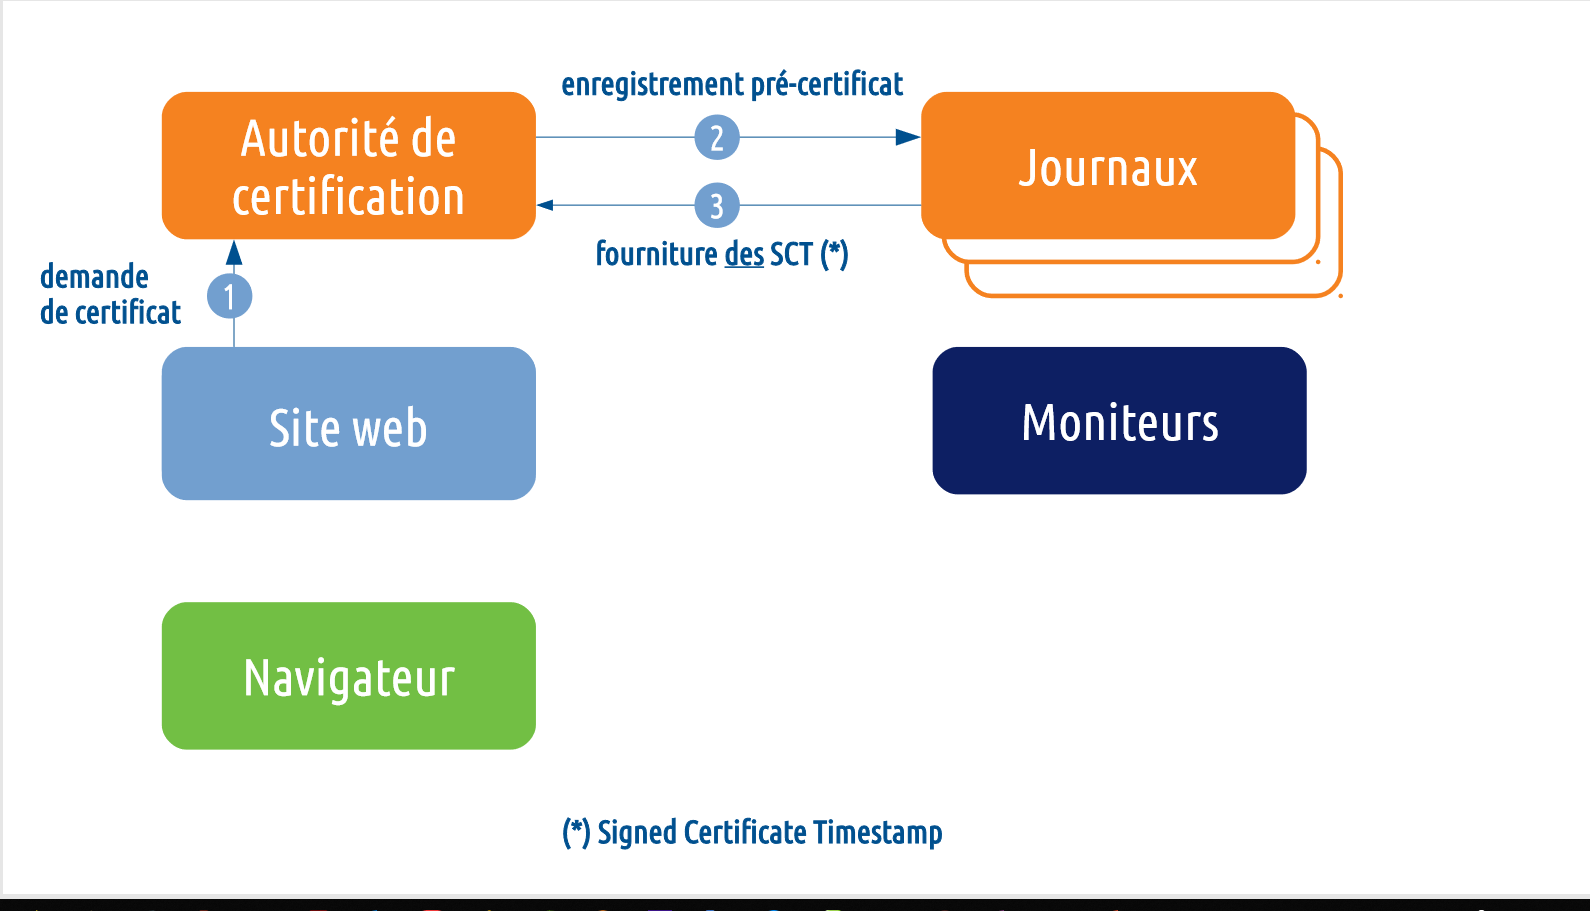 enregistrement pré-certificat
Autorité de
certification
2
Journaux
3
fourniture des SCT (*)
demande
de certificat
1
Site web
Moniteurs
Navigateur
(*) Signed Certificate Timestamp